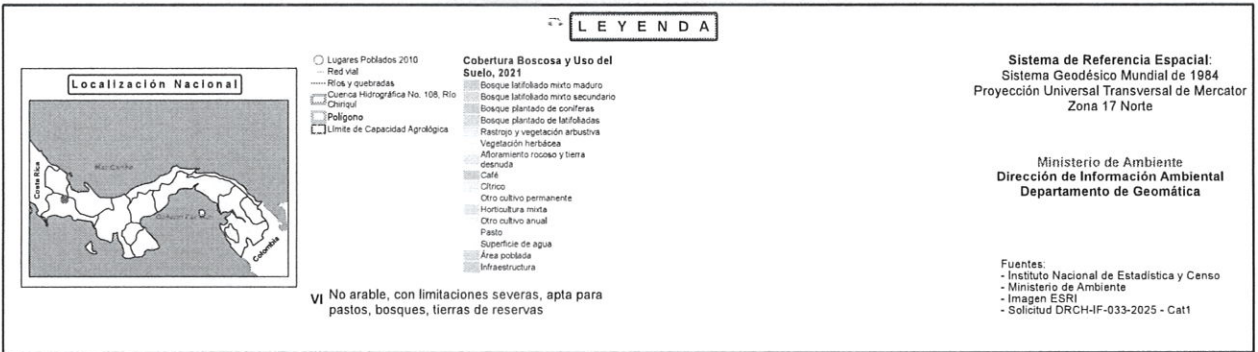 LEYENDA
Localización Nacional
Costa Rica
Colombia
Lugares Poblados 2010
Red vial
Ríos y quebradas
Cuenca Hidrográfica No. 108, Río
Chiriquí
Polígono
Límite de Capacidad Agrológica
Cobertura Boscosa y Uso del
Suelo, 2021
Bosque latifoliado mixto maduro
Bosque latifoliado mixto secundario
Bosque plantado de coníferas
Bosque plantado de latifoliadas
Rastrojo y vegetación arbustiva
Vegetación herbácea
Afloramiento rocoso y tierra
desnuda
Café
Cítrico
Otro cultivo permanente
Horticultura mixta
Otro cultivo anual
Pasto
Superficie de agua
Área poblada
Infraestructura
VI No arable, con limitaciones severas, apta para
pastos, bosques, tierras de reservas
Sistema de Referencia Espacial:
Sistema Geodésico Mundial de 1984
Proyección Universal Transversal de Mercator
Zona 17 Norte
Ministerio de Ambiente
Dirección de Información Ambiental
Departamento de Geomática
Fuentes:
- Instituto Nacional de Estadística y Censo
- Ministerio de Ambiente
- Imagen ESRI
- Solicitud DRCH-IF-033-2025 - Cat1